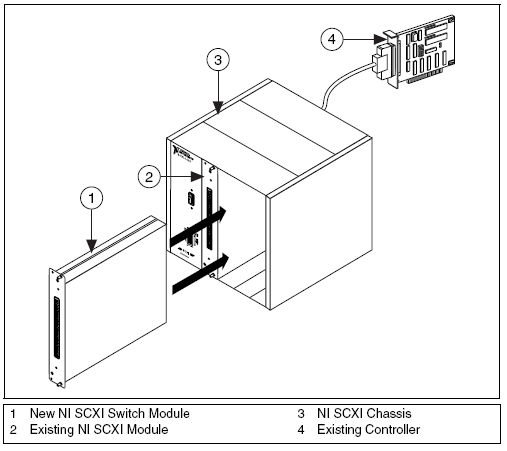 4
3
2
1
1 New NI SCXI Switch Module
2 Existing NI SCXI Module
3 NI SCXI Chassis
4 Existing Controller